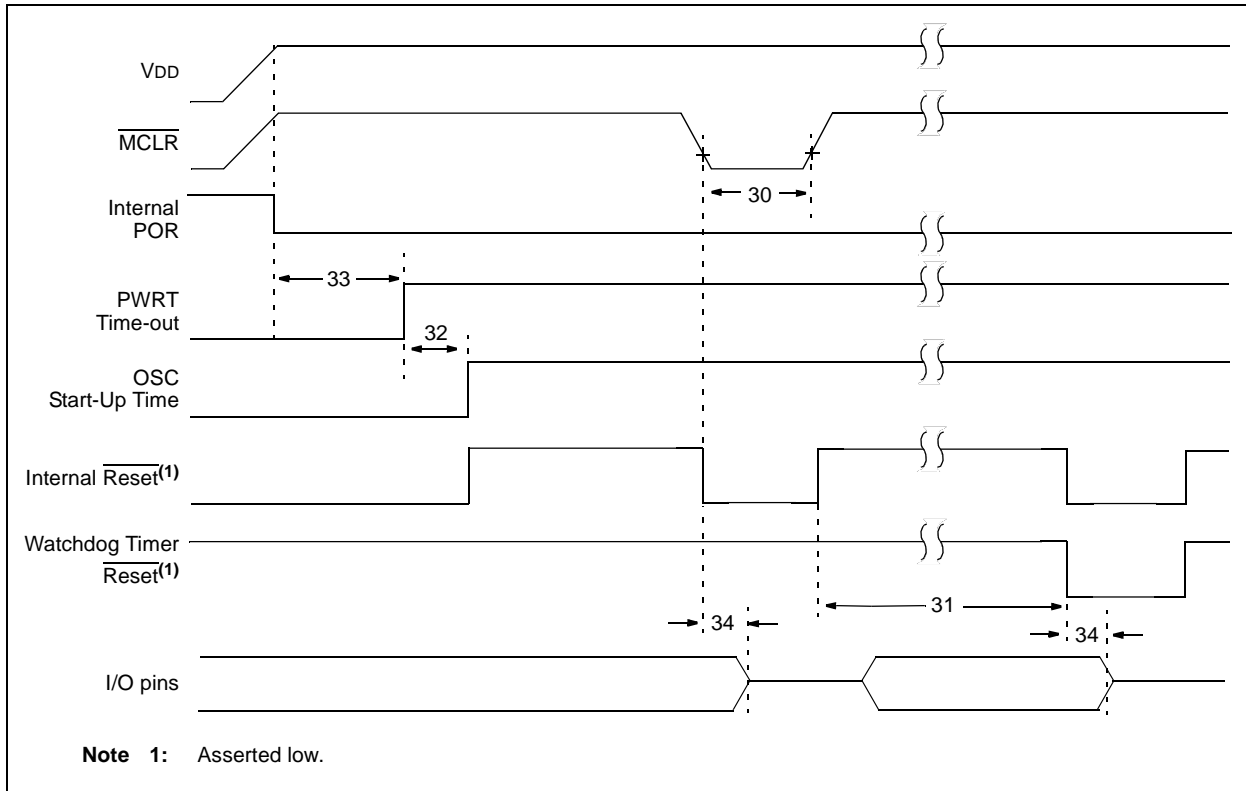 VDD
MCLR
30
Internal
POR
33
PWRT
Time-out
32
OSC
Start-Up Time
Internal Reset(1)
Watchdog Timer
Reset(1)
31
34
34
I/O pins
Note 1: Asserted low.